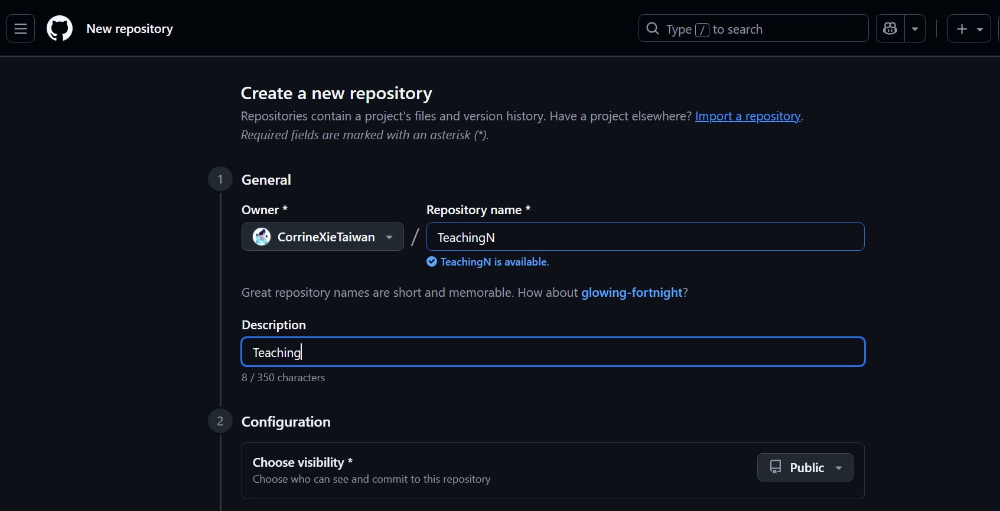 New repository
Type / to search
Create a new repository
Repositories contain a project's files and version history. Have a project elsewhere? Import a repository.
Required fields are marked with an asterisk (*).
1 General
Owner * Repository name *
CorrineXieTaiwan / TeachingN
TeachingN is available.
Great repository names are short and memorable. How about glowing-fortnight?
Description
Teaching
8 / 350 characters
2 Configuration
Choose visibility *
Choose who can see and commit to this repository
Public